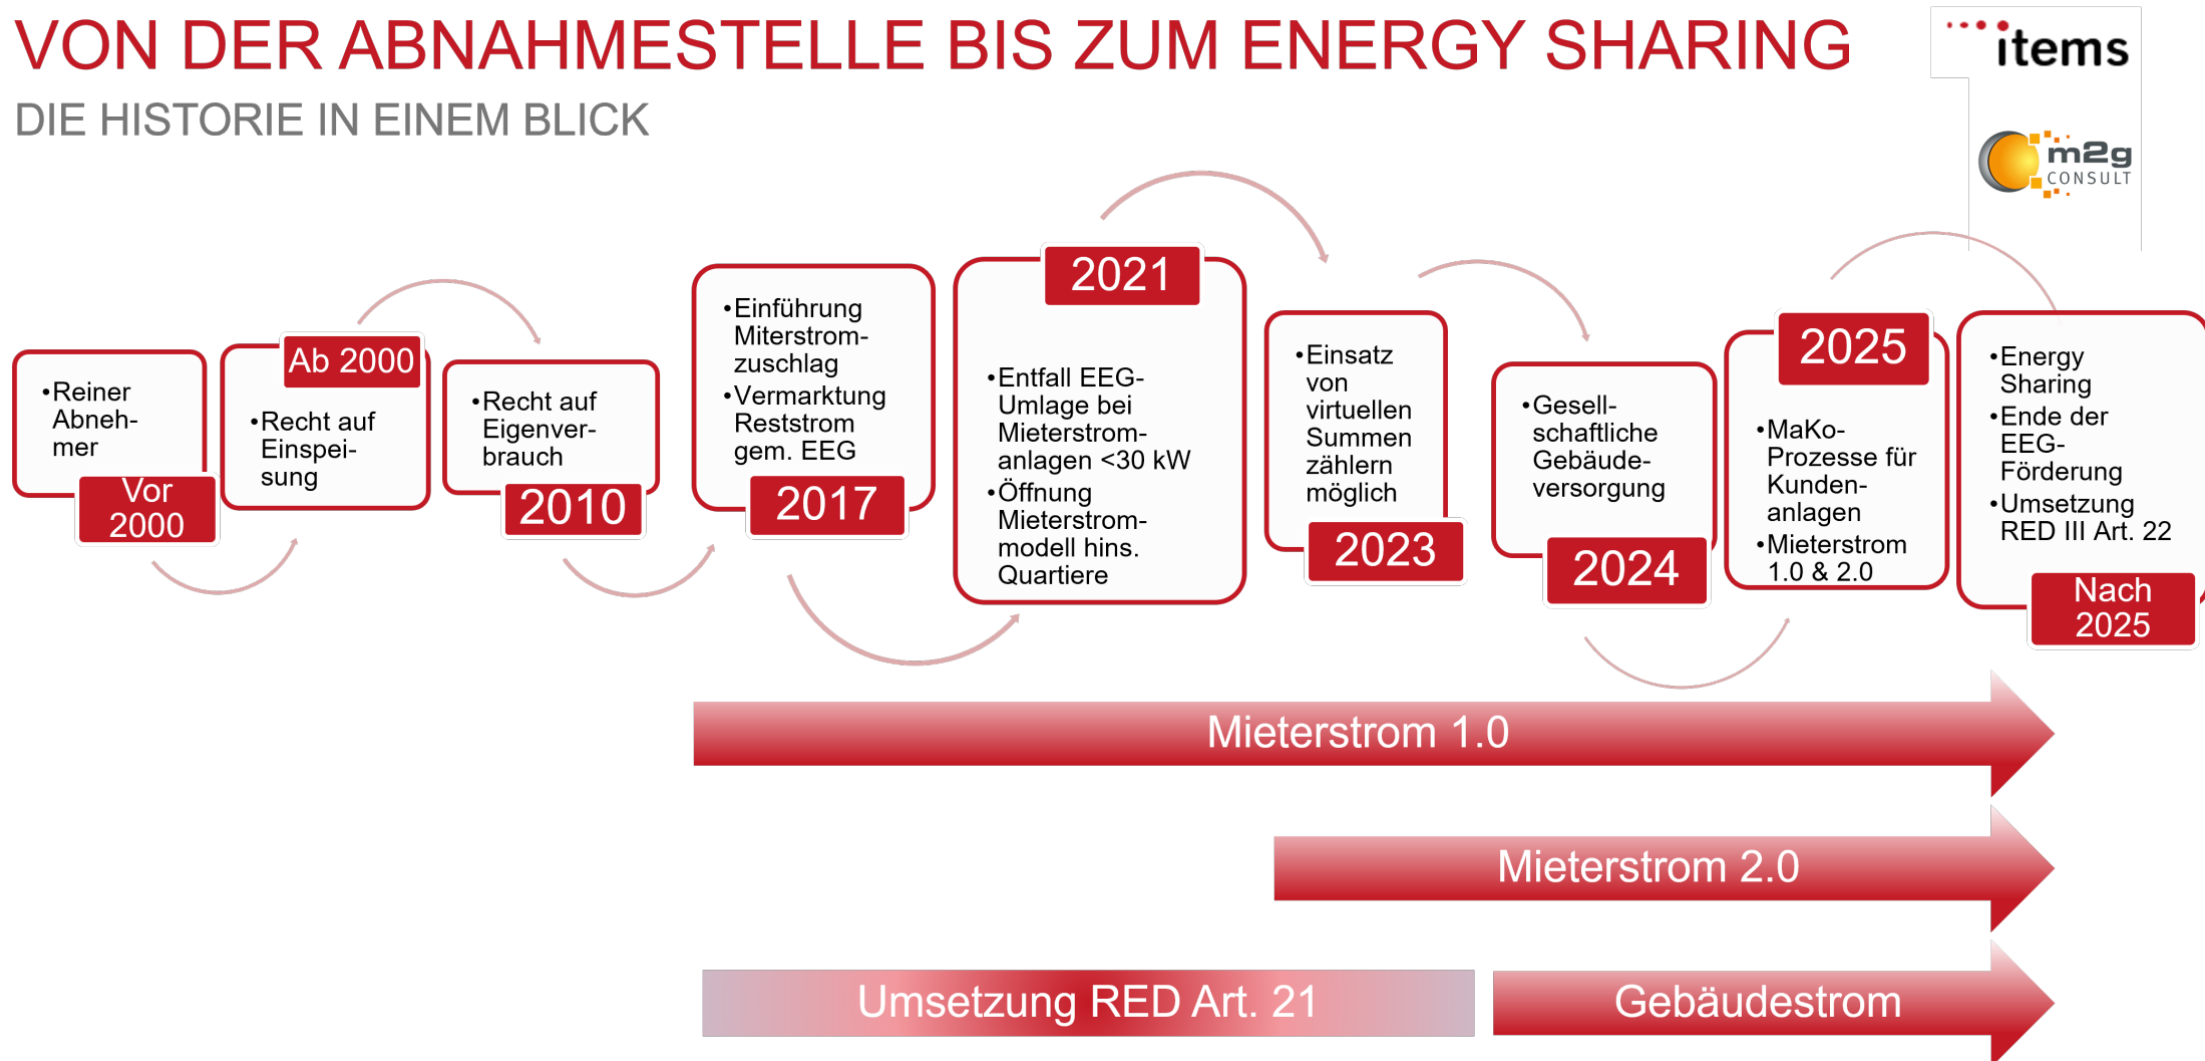 VON DER ABNAHMESTELLE BIS ZUM ENERGY SHARING
DIE HISTORIE IN EINEM BLICK
items
m2g
CONSULT
•Reiner
Abneh-
mer
Vor
2000
Ab 2000
•Recht auf
Einspei-
sung
•Recht auf
Eigenver-
brauch
2010
•Einführung
Miterstrom-
zuschlag
•Vermarktung
Reststrom
gem. EEG
2017
2021
•Entfall EEG-
Umlage bei
Mieterstrom-
anlagen <30 kW
•Öffnung
Mieterstrom-
modell hins.
Quartiere
•Einsatz
von
virtuellen
Summen
zählern
möglich
2023
•Gesell-
schaftliche
Gebäude-
versorgung
2024
2025
•MaKo-
Prozesse für
Kunden-
anlagen
•Mieterstrom
1.0 & 2.0
•Energy
Sharing
•Ende der
EEG-
Förderung
•Umsetzung
RED III Art. 22
Nach
2025
Mieterstrom 1.0
Mieterstrom 2.0
Umsetzung RED Art. 21
Gebäudestrom